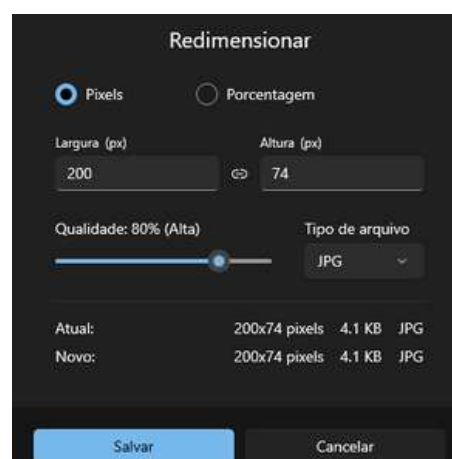 Redimensionar
Pixels Porcentagem
Largura (px) Altura (px)
200 74
Qualidade: 80% (Alta) Tipo de arquivo
JPG
Atual: 200x74 pixels 4.1 KB JPG
Novo: 200x74 pixels 4.1 KB JPG
Salvar Cancelar